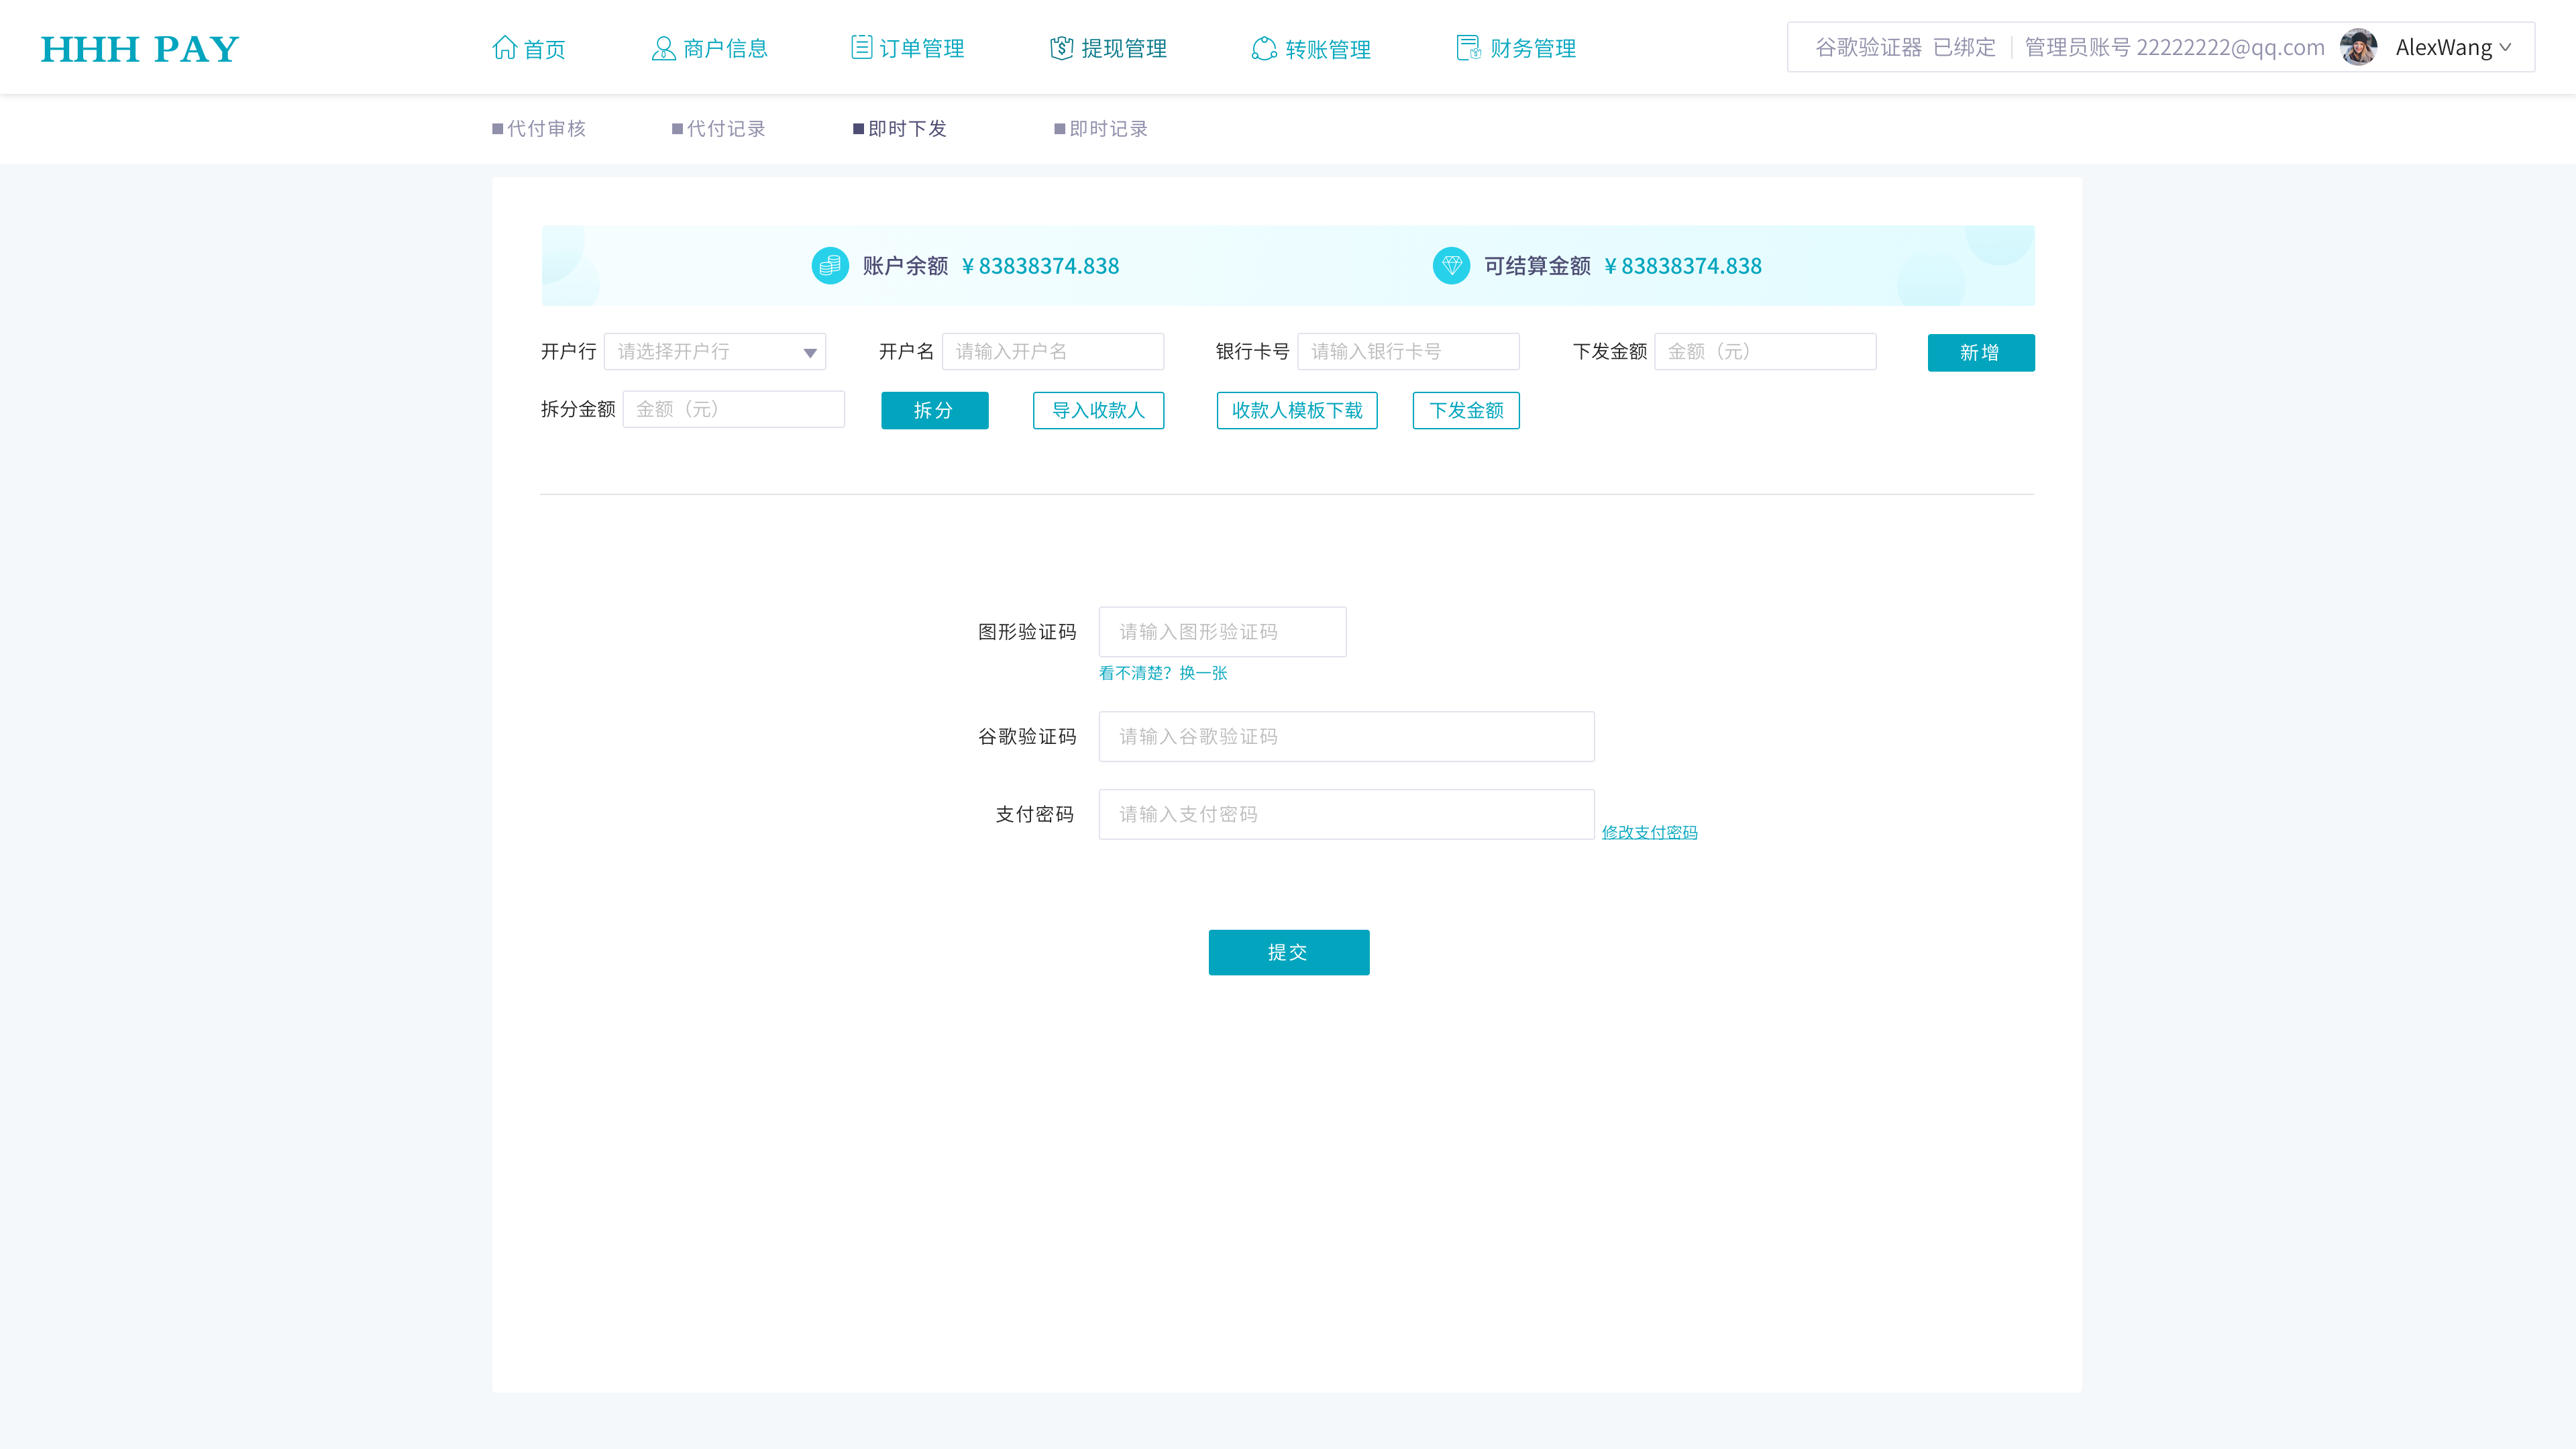 HHH PAY
首页
商户信息
订单管理
提现管理
转账管理
财务管理
谷歌验证器 已绑定
管理员账号 22222222@qq.com
AlexWang
代付审核
代付记录
即时下发
即时记录
账户余额 ¥ 83838374.838
可结算金额 ¥ 83838374.838
开户行 请选择开户行
开户名 请输入开户名
银行卡号 请输入银行卡号
下发金额 金额（元）
新增
拆分金额 金额（元）
拆分
导入收款人
收款人模板下载
下发金额
图形验证码 请输入图形验证码
看不清楚？换一张
谷歌验证码 请输入谷歌验证码
支付密码 请输入支付密码
修改支付密码
提交